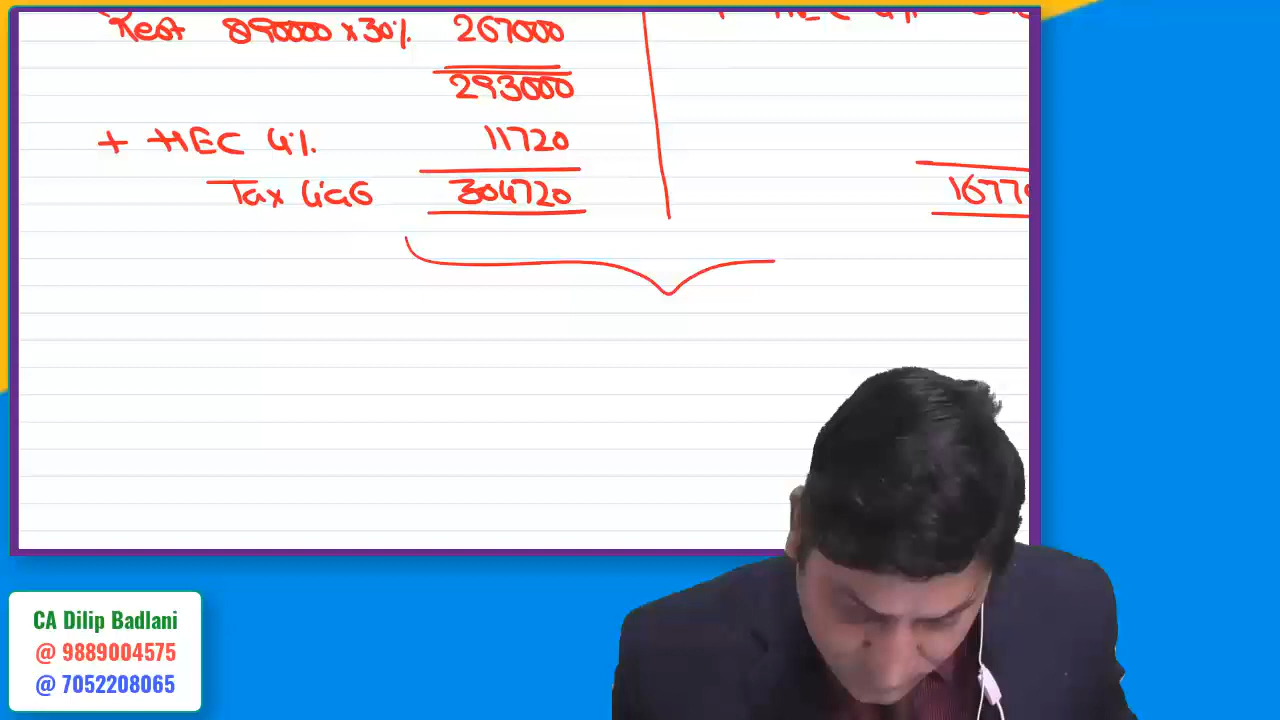 Rest 890000 x 30% 267000
293000
+ HEC 4% 11720
Tax Liab 304720
1677
CA Dilip Badlani
@ 9889004575
@ 7052208065